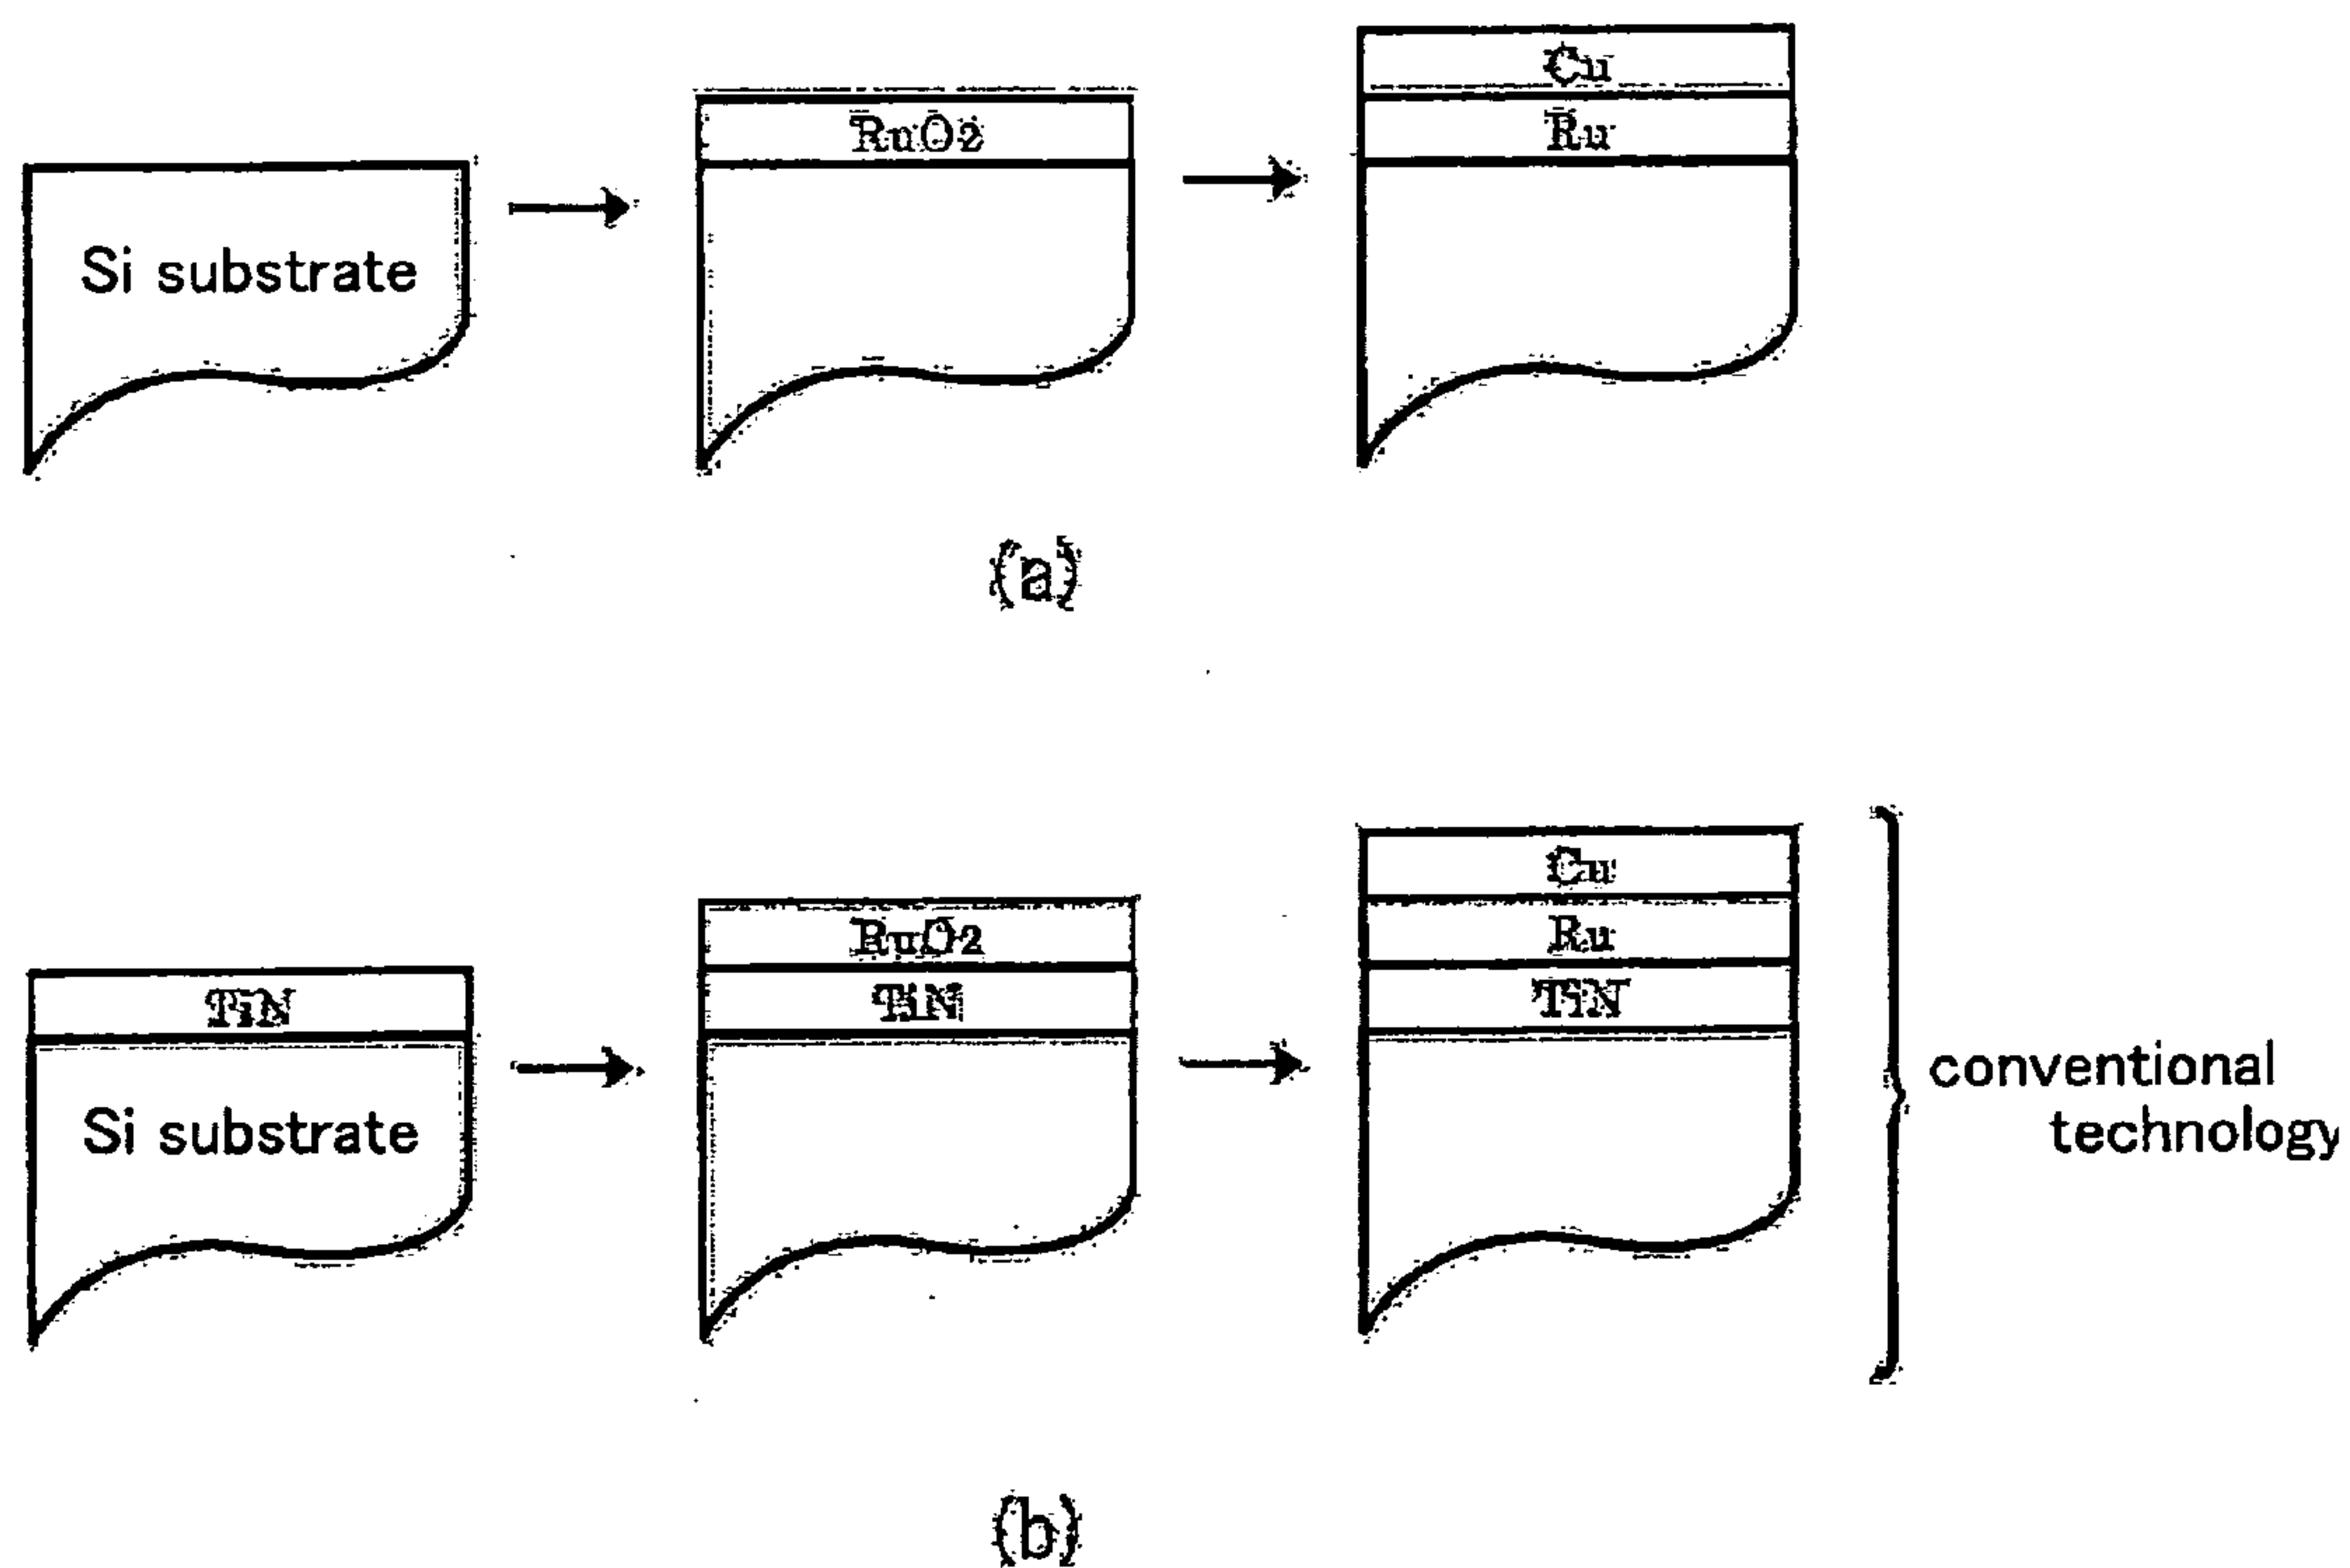 Cu
RuO2
Ru
Si substrate
(a)
Cu
RuO2
Ru
TiN
TiN
TiN
Si substrate
conventional
technology
(b)